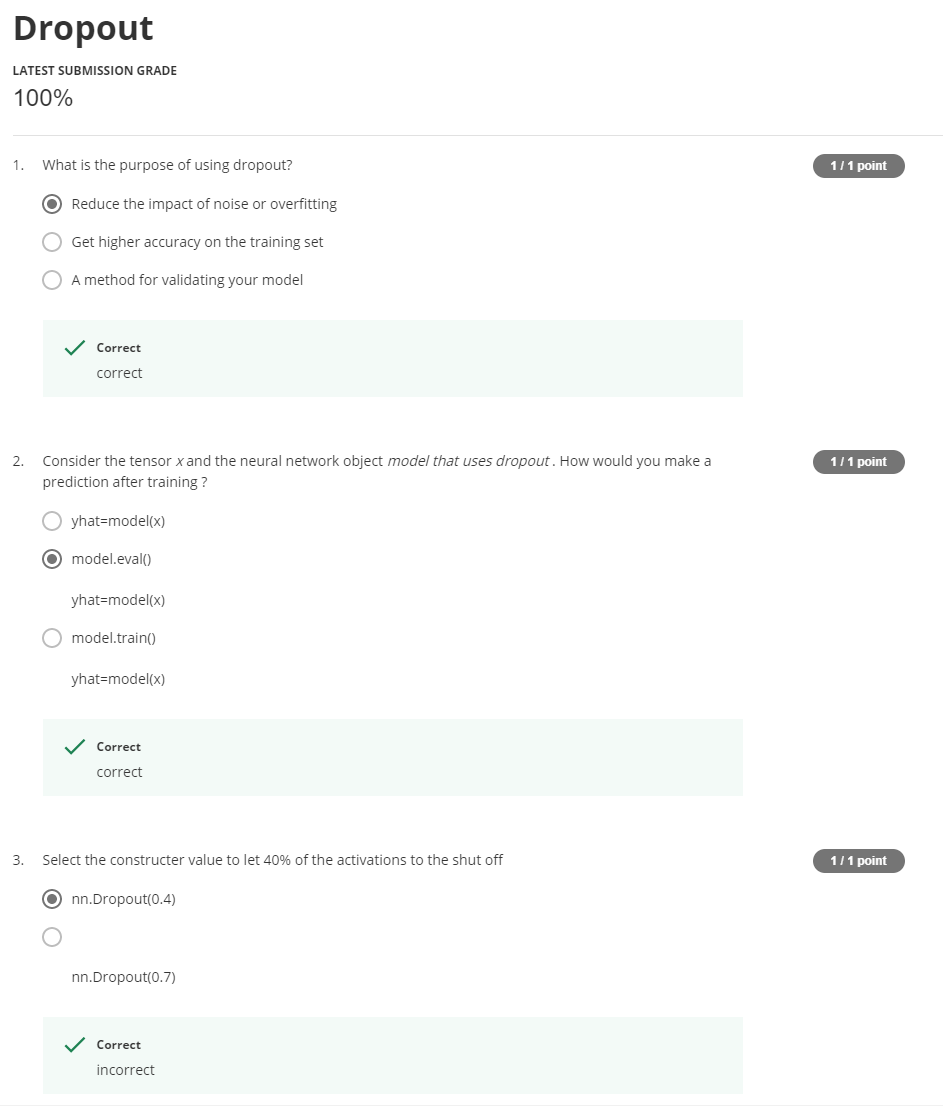 Dropout
LATEST SUBMISSION GRADE
100%
1. What is the purpose of using dropout? 1 / 1 point
Reduce the impact of noise or overfitting
Get higher accuracy on the training set
A method for validating your model
Correct
correct
2. Consider the tensor x and the neural network object model that uses dropout . How would you make a 1 / 1 point
prediction after training ?
yhat=model(x)
model.eval()
yhat=model(x)
model.train()
yhat=model(x)
Correct
correct
3. Select the constructer value to let 40% of the activations to the shut off 1 / 1 point
nn.Dropout(0.4)
nn.Dropout(0.7)
Correct
incorrect